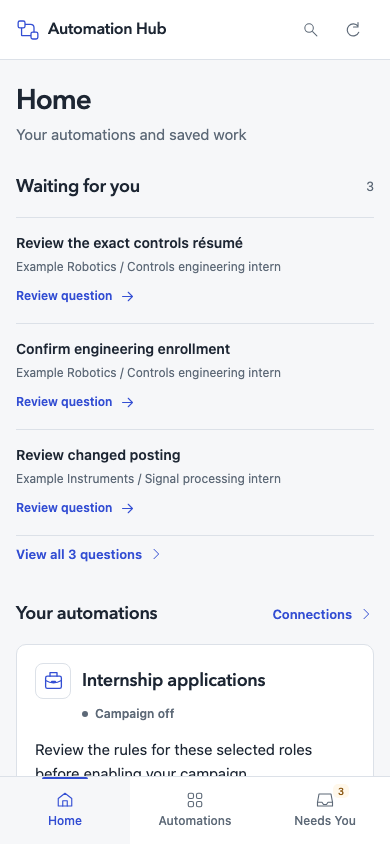 Automation Hub
Home
Your automations and saved work
Waiting for you
3
Review the exact controls résumé
Example Robotics / Controls engineering intern
Review question
Confirm engineering enrollment
Example Robotics / Controls engineering intern
Review question
Review changed posting
Example Instruments / Signal processing intern
Review question
View all 3 questions
Your automations
Connections
Internship applications
Campaign off
Review the rules for these selected roles
before enabling your campaign
3
Home
Automations
Needs You